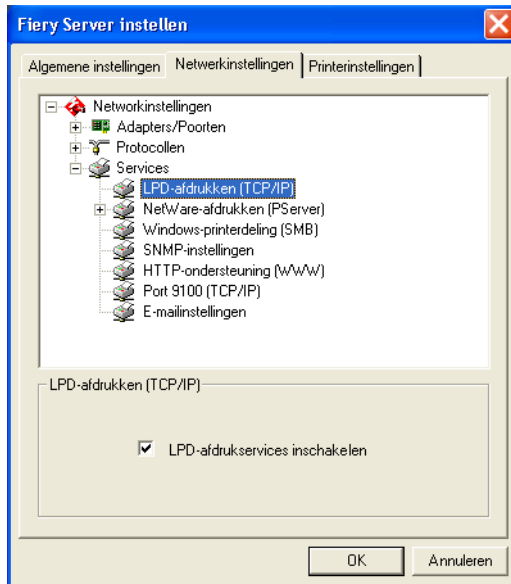 Fiery Server instellen
Algemene instellingen Netwerkinstellingen Printerinstellingen
Networkinstellingen
Adapters/Poorten
Protocollen
Services
LPD-afdrukken (TCP/IP)
NetWare-afdrukken (PServer)
Windows-printerdeling (SMB)
SNMP-instellingen
HTTP-ondersteuning (WWW)
Port 9100 (TCP/IP)
E-mailinstellingen
LPD-afdrukken (TCP/IP)
LPD-afdrukservices inschakelen
OK Annuleren